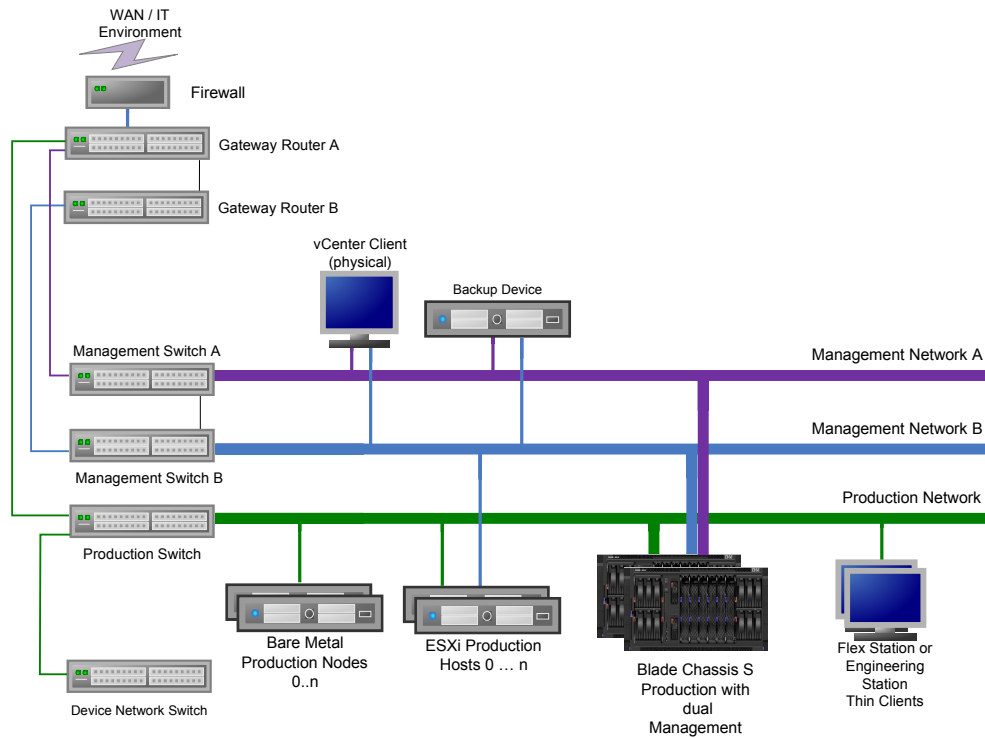 WAN / IT
Environment
Firewall
Gateway Router A
Gateway Router B
vCenter Client
(physical)
Backup Device
Management Switch A
Management Network A
Management Network B
Management Switch B
Production Network
Production Switch
Bare Metal
Production Nodes
0..n
ESXi Production
Hosts 0 … n
Blade Chassis S
Production with
dual
Management
Flex Station or
Engineering
Station
Thin Clients
Device Network Switch